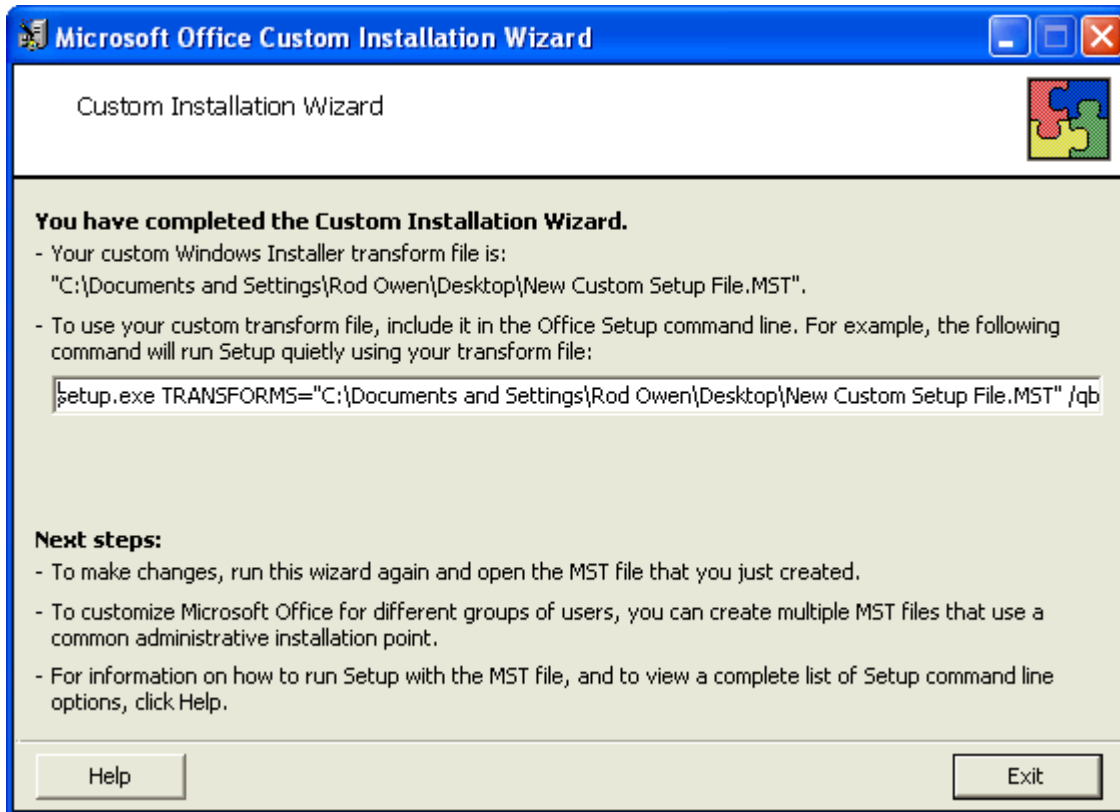 Microsoft Office Custom Installation Wizard
Custom Installation Wizard
You have completed the Custom Installation Wizard.
- Your custom Windows Installer transform file is:
"C:\Documents and Settings\Rod Owen\Desktop\New Custom Setup File.MST".
- To use your custom transform file, include it in the Office Setup command line. For example, the following
command will run Setup quietly using your transform file:
setup.exe TRANSFORMS="C:\Documents and Settings\Rod Owen\Desktop\New Custom Setup File.MST" /qb
Next steps:
- To make changes, run this wizard again and open the MST file that you just created.
- To customize Microsoft Office for different groups of users, you can create multiple MST files that use a
common administrative installation point.
- For information on how to run Setup with the MST file, and to view a complete list of Setup command line
options, click Help.
Help
Exit